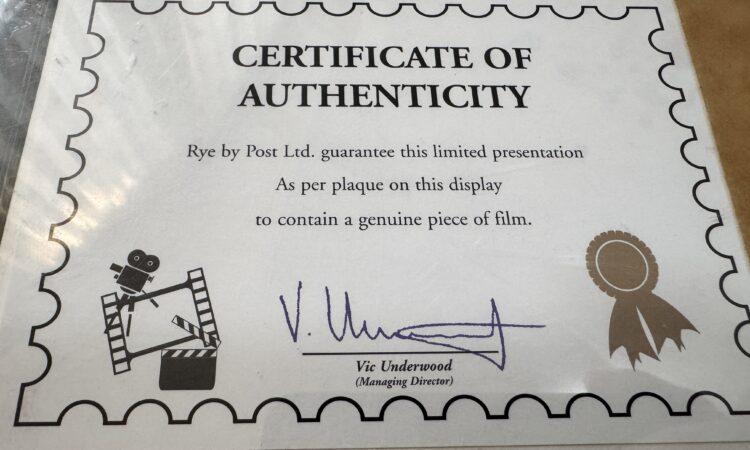 CERTIFICATE OF
AUTHENTICITY
Rye by Post Ltd. guarantee this limited presentation
As per plaque on this display
to contain a genuine piece of film.
V. Underwood
Vic Underwood
(Managing Director)